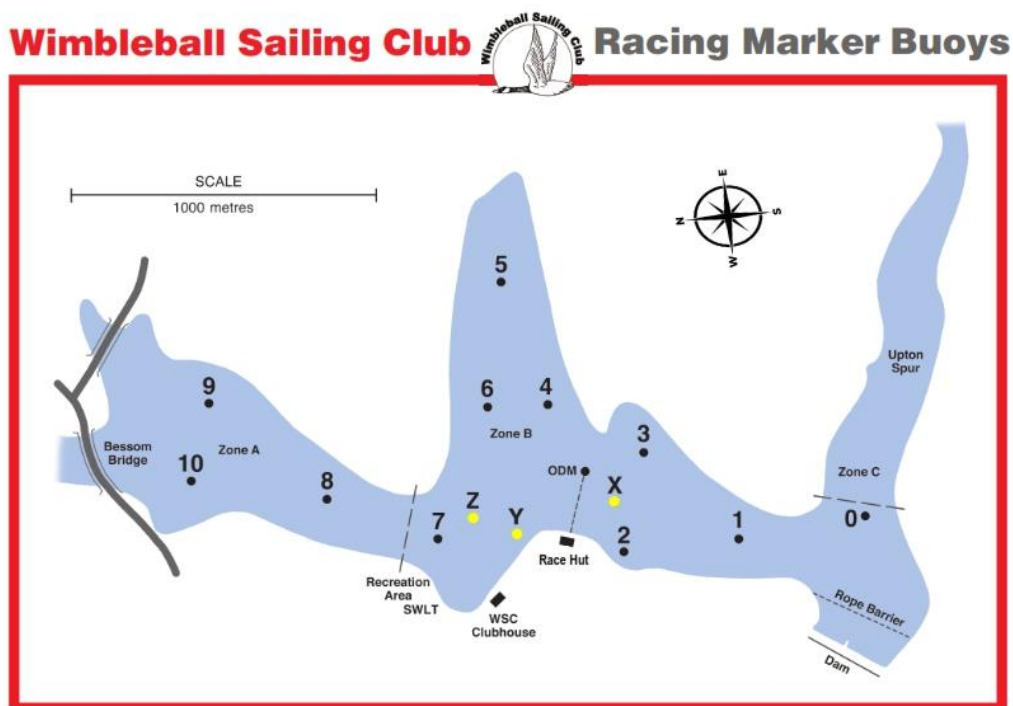 Wimbleball Sailing Club
Wimbleball Sailing Club
Racing Marker Buoys
SCALE
1000 metres
E
N
S
W
5
Upton
Spur
9
6
4
Zone B
3
Bessom
Bridge
Zone A
10
8
ODM
X
Zone C
0
Z
Y
7
2
1
Race Hut
Recreation
Area
SWLT
WSC
Clubhouse
Rope Barrier
Dam